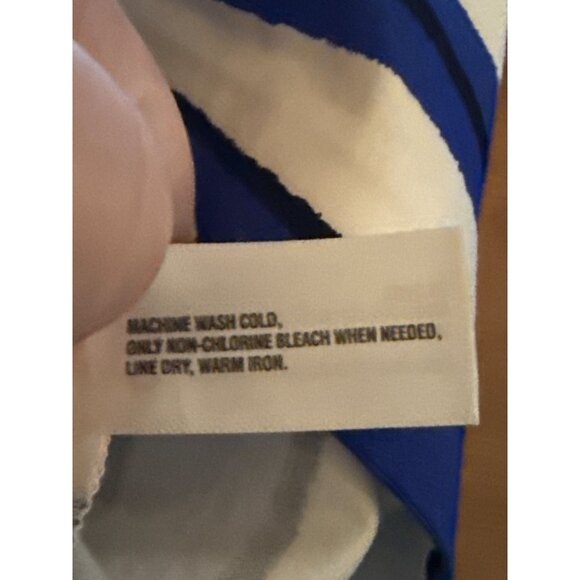 MACHINE WASH COLD,
ONLY NON-CHLORINE BLEACH WHEN NEEDED,
LINE DRY, WARM IRON.